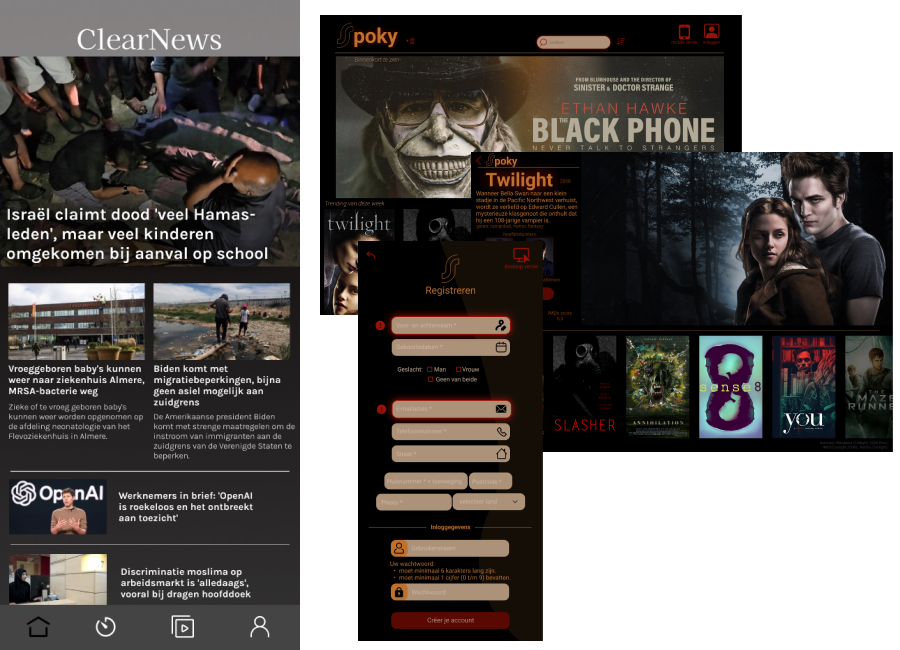 ClearNews
Israël claimt dood 'veel Hamas-
leden', maar veel kinderen
omgekomen bij aanval op school
Vroeggeboren baby's kunnen
weer naar ziekenhuis Almere,
MRSA-bacterie weg
Zieke of te vroeg geboren baby's
kunnen weer worden opgenomen op
de afdeling neonatologie van het
Flevoziekenhuis in Almere.
Biden komt met
migratiebeperkingen, bijna
geen asiel mogelijk aan
zuidgrens
De Amerikaanse president Biden
komt met strenge maatregelen om de
instroom van immigranten aan de
zuidgrens van de Verenigde Staten te
beperken.
OpenAI
Werknemers in brief: 'OpenAI
is roekeloos en het ontbreekt
aan toezicht'
Discriminatie moslima op
arbeidsmarkt is 'alledaags',
vooral bij dragen hoofddoek
Spoky
Binnenkort te zien
FROM BLUMHOUSE AND THE DIRECTOR OF
SINISTER & DOCTOR STRANGE
ETHAN HAWKE
THE BLACK PHONE
NEVER TALK TO STRANGERS
Trending van deze week
twilight
Spoky
Twilight
2008
Wanneer Bella Swan naar een klein
stadje in de Pacific Northwest verhuist,
wordt ze verliefd op Edward Cullen, een
mysterieuze klasgenoot die onthult dat
hij een 108-jarige vampier is.
SLASHER
ANNIHILATION
sense8
you
THE
MAZE
RUNNER
Registreren
Voor- en achternaam *
Geboortedatum *
Geslacht: Man Vrouw
Geen van beide
E-mailadres *
Telefoonnummer *
Straat *
Huisnummer * + toevoeging
Postcode *
Plaats *
selecteer land
Inloggegevens
Gebruikersnaam
Uw wachtwoord:
• moet minimaal 6 karakters lang zijn.
• moet minimaal 1 cijfer (0 t/m 9) bevatten.
Wachtwoord
Creëer je account